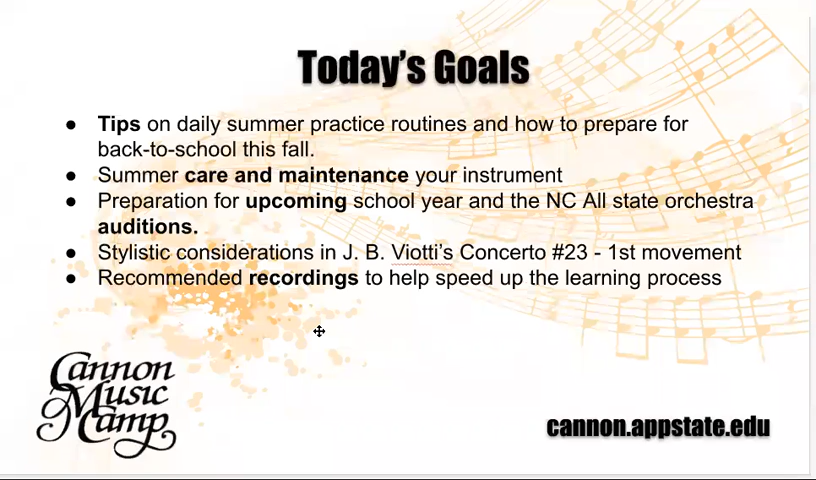 Today's Goals
● Tips on daily summer practice routines and how to prepare for
back-to-school this fall.
● Summer care and maintenance your instrument
● Preparation for upcoming school year and the NC All state orchestra
auditions.
● Stylistic considerations in J. B. Viotti's Concerto #23 - 1st movement
● Recommended recordings to help speed up the learning process
Cannon
Music
Camp
cannon.appstate.edu